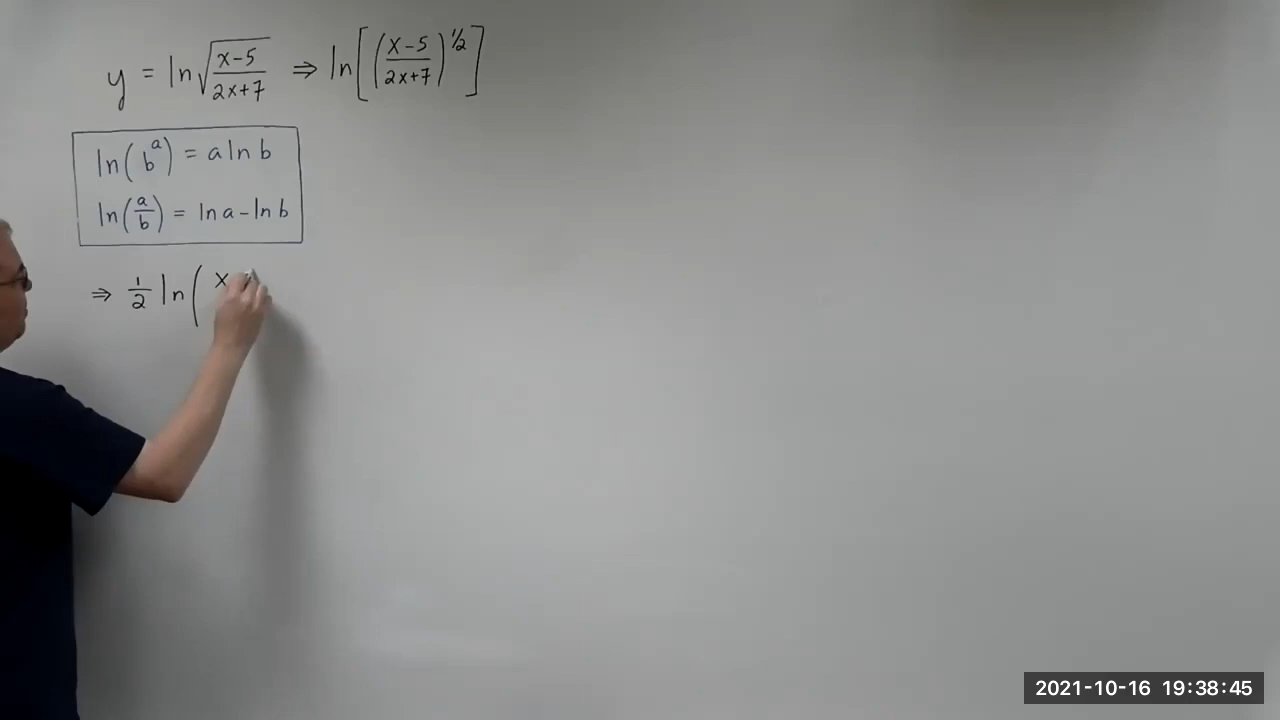 y = ln√((x-5)/(2x+7)) ⇒ ln[((x-5)/(2x+7))^1/2]
ln(b^a) = a ln b
ln(a/b) = ln a - ln b
⇒ 1/2 ln( x
2021-10-16 19:38:45